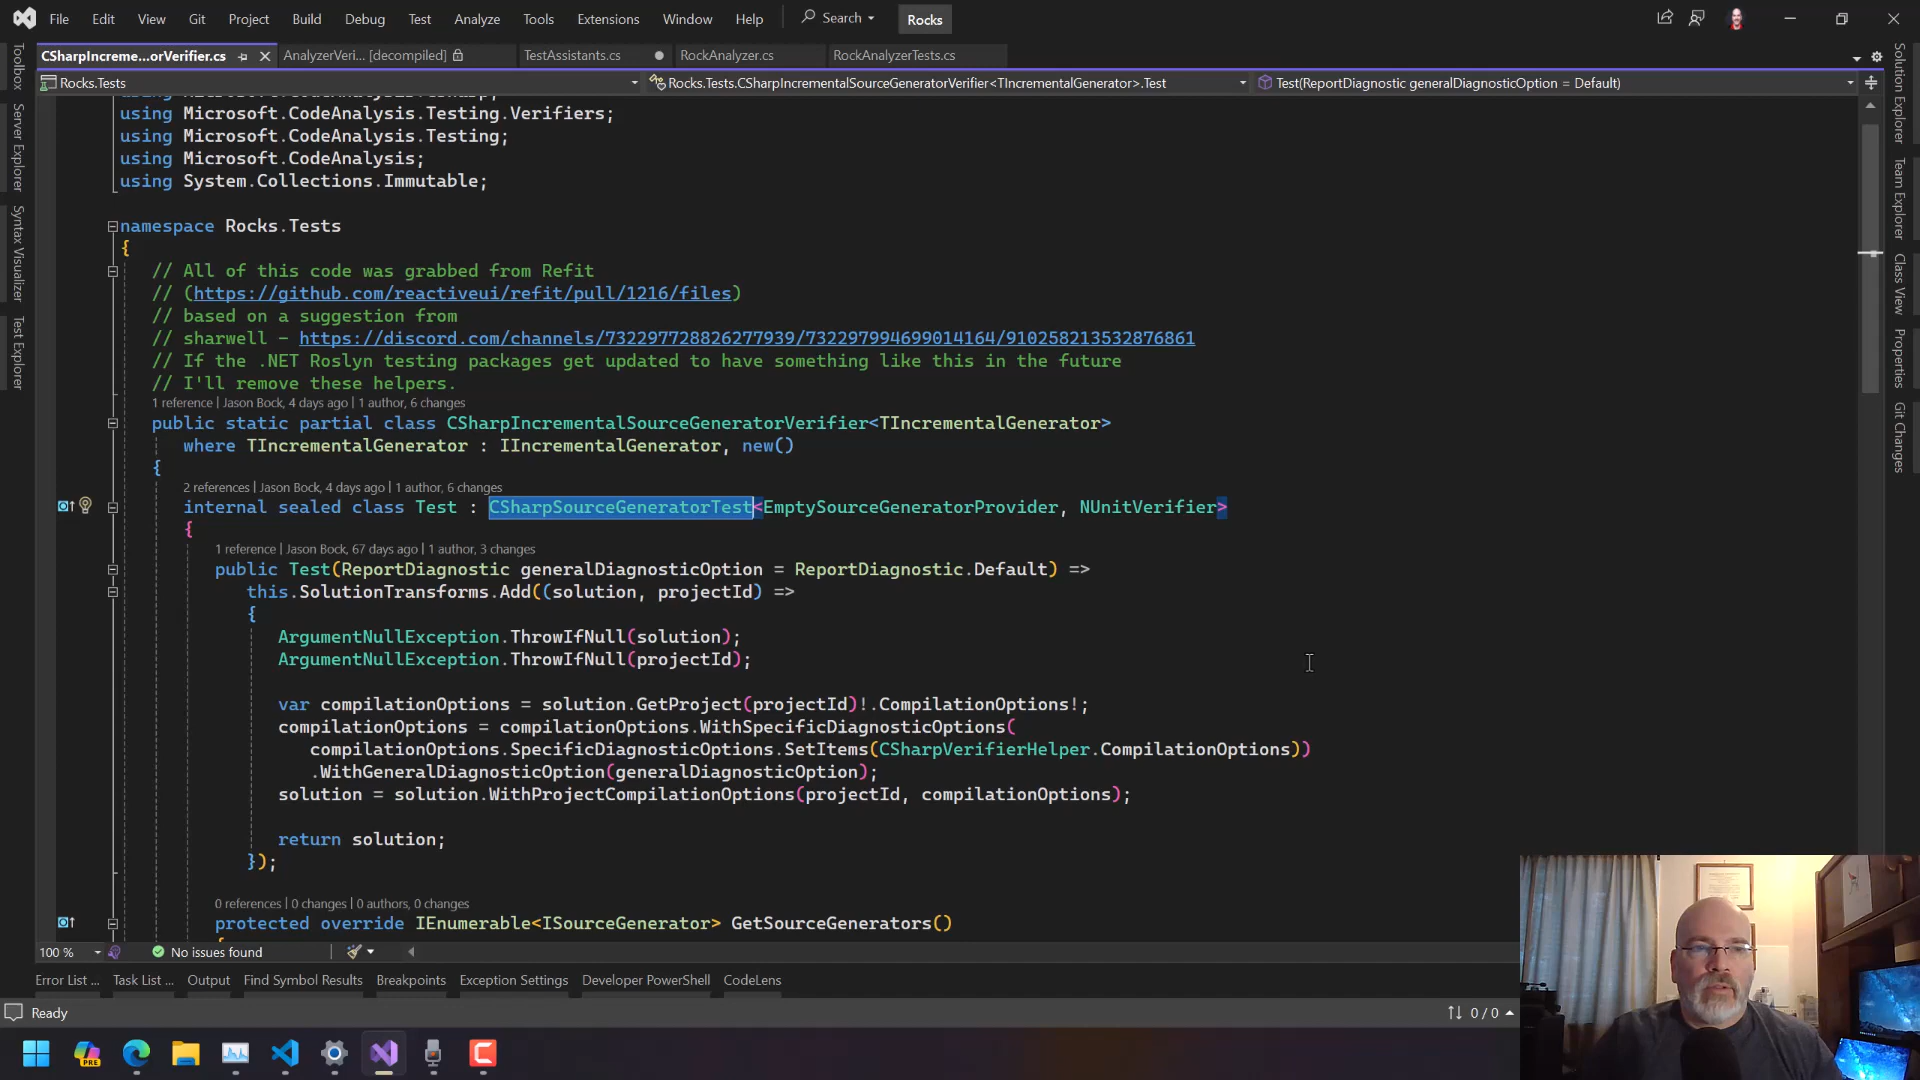 File Edit View Git Project Build Debug Test Analyze Tools Extensions Window Help Search Rocks
CSharpIncreme...orVerifier.cs AnalyzerVeri... [decompiled] TestAssistants.cs RockAnalyzer.cs RockAnalyzerTests.cs
Rocks.Tests Rocks.Tests.CSharpIncrementalSourceGeneratorVerifier<TIncrementalGenerator>.Test Test(ReportDiagnostic generalDiagnosticOption = Default)
using Microsoft.CodeAnalysis.Testing.Verifiers;
using Microsoft.CodeAnalysis.Testing;
using Microsoft.CodeAnalysis;
using System.Collections.Immutable;
namespace Rocks.Tests
{
// All of this code was grabbed from Refit
// (https://github.com/reactiveui/refit/pull/1216/files)
// based on a suggestion from
// sharwell - https://discord.com/channels/732297728826277939/732297994699014164/910258213532876861
// If the .NET Roslyn testing packages get updated to have something like this in the future
// I'll remove these helpers.
1 reference | Jason Bock, 4 days ago | 1 author, 6 changes
public static partial class CSharpIncrementalSourceGeneratorVerifier<TIncrementalGenerator>
where TIncrementalGenerator : IIncrementalGenerator, new()
{
2 references | Jason Bock, 4 days ago | 1 author, 6 changes
internal sealed class Test : CSharpSourceGeneratorTest<EmptySourceGeneratorProvider, NUnitVerifier>
{
1 reference | Jason Bock, 67 days ago | 1 author, 3 changes
public Test(ReportDiagnostic generalDiagnosticOption = ReportDiagnostic.Default) =>
this.SolutionTransforms.Add((solution, projectId) =>
{
ArgumentNullException.ThrowIfNull(solution);
ArgumentNullException.ThrowIfNull(projectId);
var compilationOptions = solution.GetProject(projectId)!.CompilationOptions!;
compilationOptions = compilationOptions.WithSpecificDiagnosticOptions(
compilationOptions.SpecificDiagnosticOptions.SetItems(CSharpVerifierHelper.CompilationOptions))
.WithGeneralDiagnosticOption(generalDiagnosticOption);
solution = solution.WithProjectCompilationOptions(projectId, compilationOptions);
return solution;
});
0 references | 0 changes | 0 authors, 0 changes
protected override IEnumerable<ISourceGenerator> GetSourceGenerators()
100 % No issues found
Error List ... Task List ... Output Find Symbol Results Breakpoints Exception Settings Developer PowerShell CodeLens
Ready 0 / 0
Toolbox
Server Explorer
Syntax Visualizer
Test Explorer
Solution Explorer
Team Explorer
Class View
Properties
Git Changes
PRE